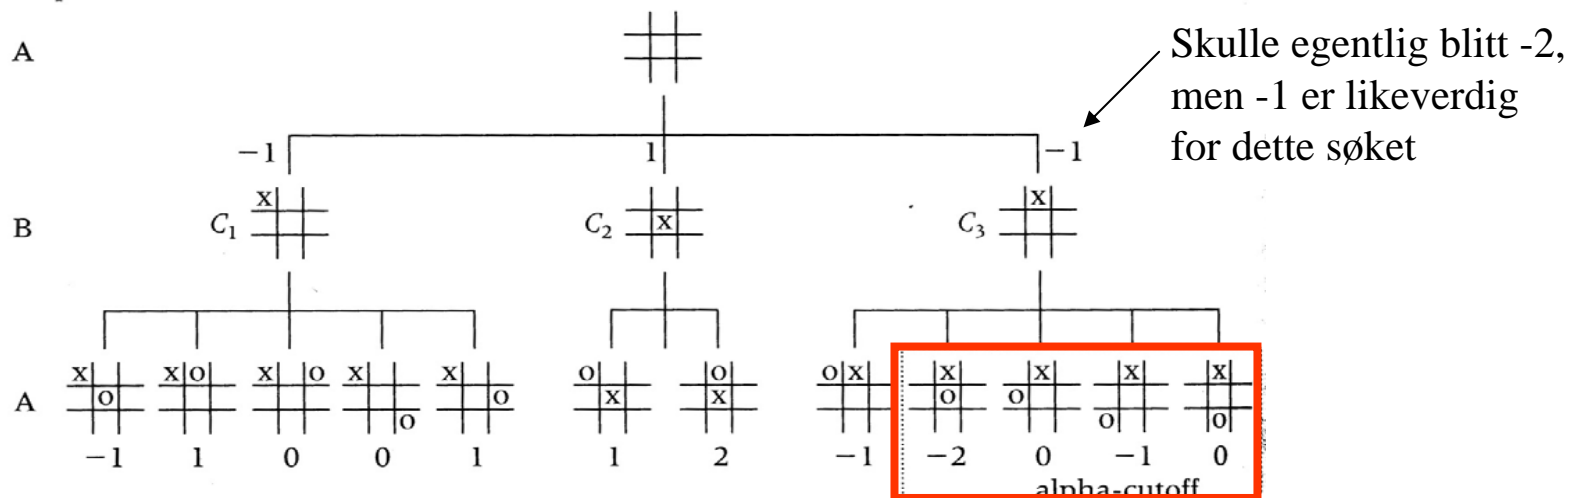 A
Skulle egentlig blitt -2,
men -1 er likeverdig
for dette søket
−1 1 −1
B C1 x C2 x C3 x
A
x o x o x o x o x o o x o x o x x o x o x o x o
−1 1 0 0 1 1 2 −1 −2 0 −1 0
alpha-cutoff